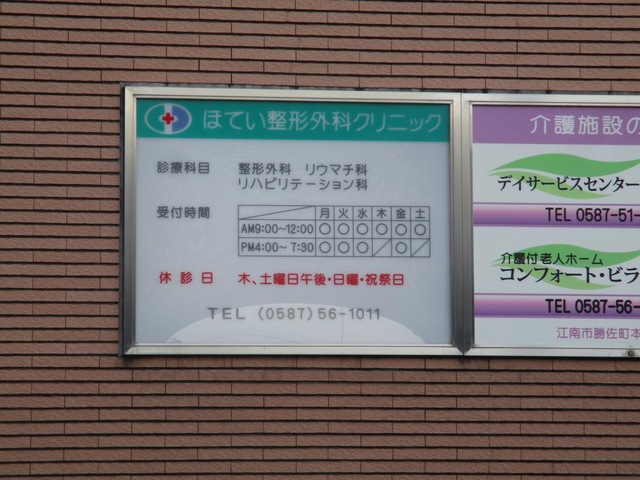 ほてい整形外科クリニック
診療科目 整形外科 リウマチ科
リハビリテーション科
受付時間 月 火 水 木 金 土
AM9:00~12:00 ○ ○ ○ ○ ○ ○
PM4:00~7:30 ○ ○ ○ ／ ○ ／
休診日 木、土曜日午後・日曜・祝祭日
TEL (0587)56-1011
介護施設の
デイサービスセンター
TEL 0587-51-
介護付老人ホーム
コンフォート・ビラ
TEL 0587-56-
江南市勝佐町本